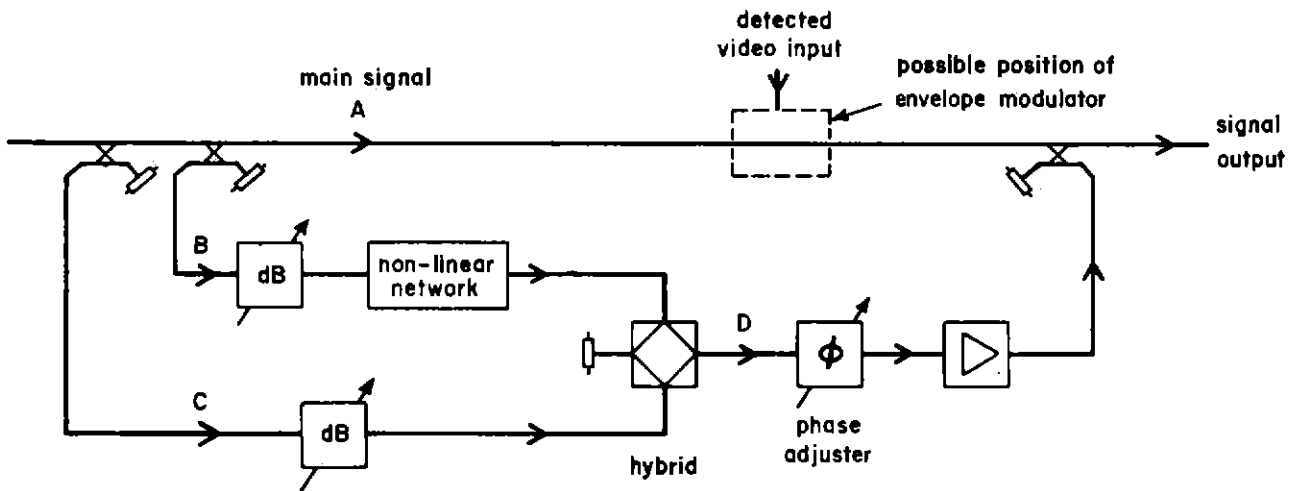 detected
video input
possible position of
envelope modulator
main signal
A
signal
output
B
dB
non-linear
network
D
ϕ
C
dB
hybrid
phase
adjuster